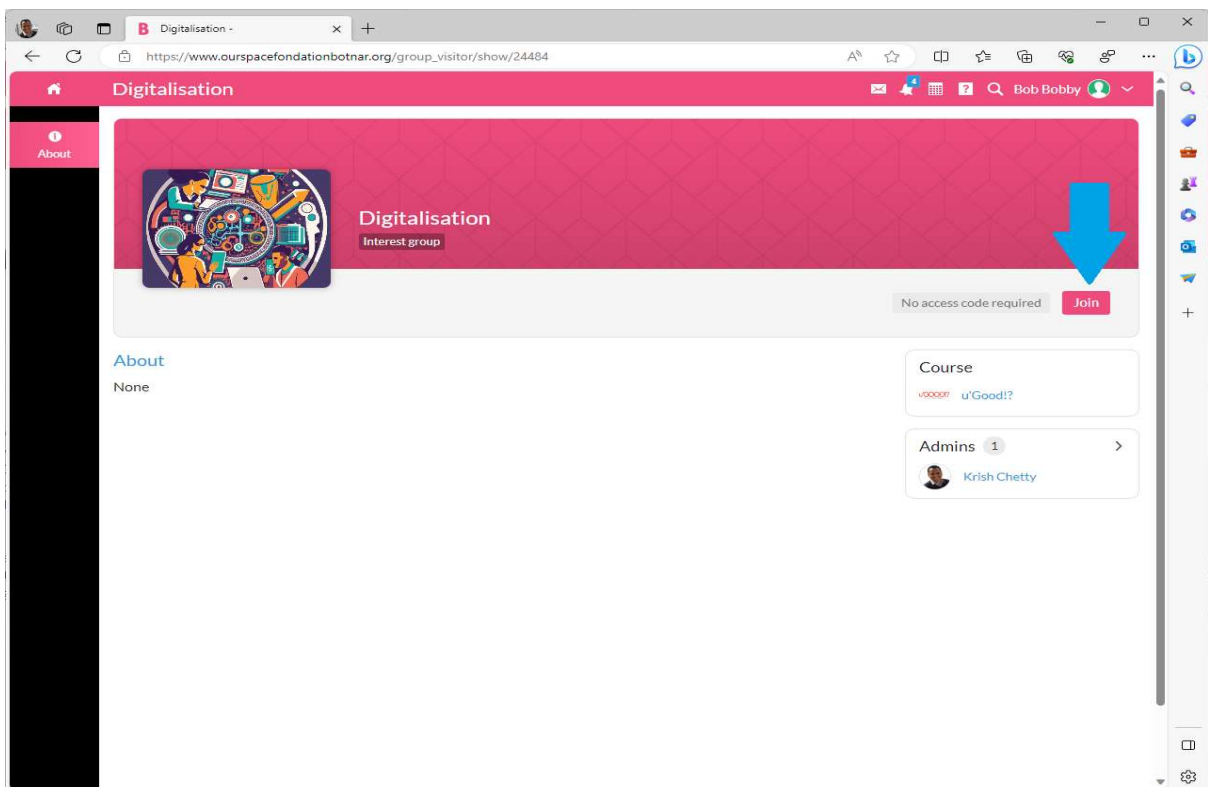 B Digitalisation -
https://www.ourspacefondationbotnar.org/group_visitor/show/24484
Digitalisation
4
Bob Bobby
About
Digitalisation
Interest group
No access code required
Join
About
None
Course
u'Good!?
Admins 1
Krish Chetty